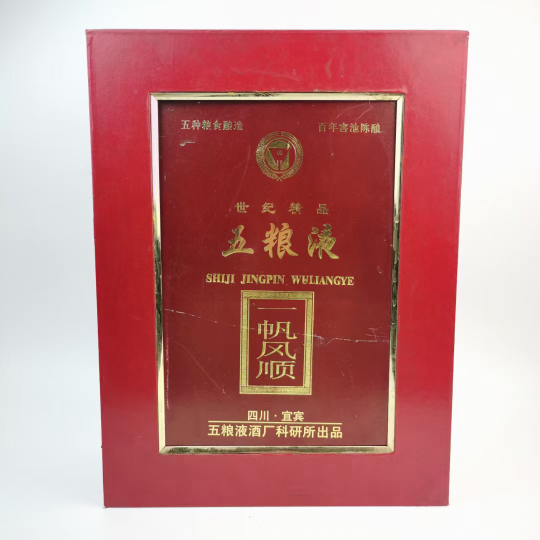 五种粮食酿造
百年窖池陈酿
世纪精品
五粮液
SHIJI JINGPIN WULIANGYE
一帆风顺
四川·宜宾
五粮液酒厂科研所出品